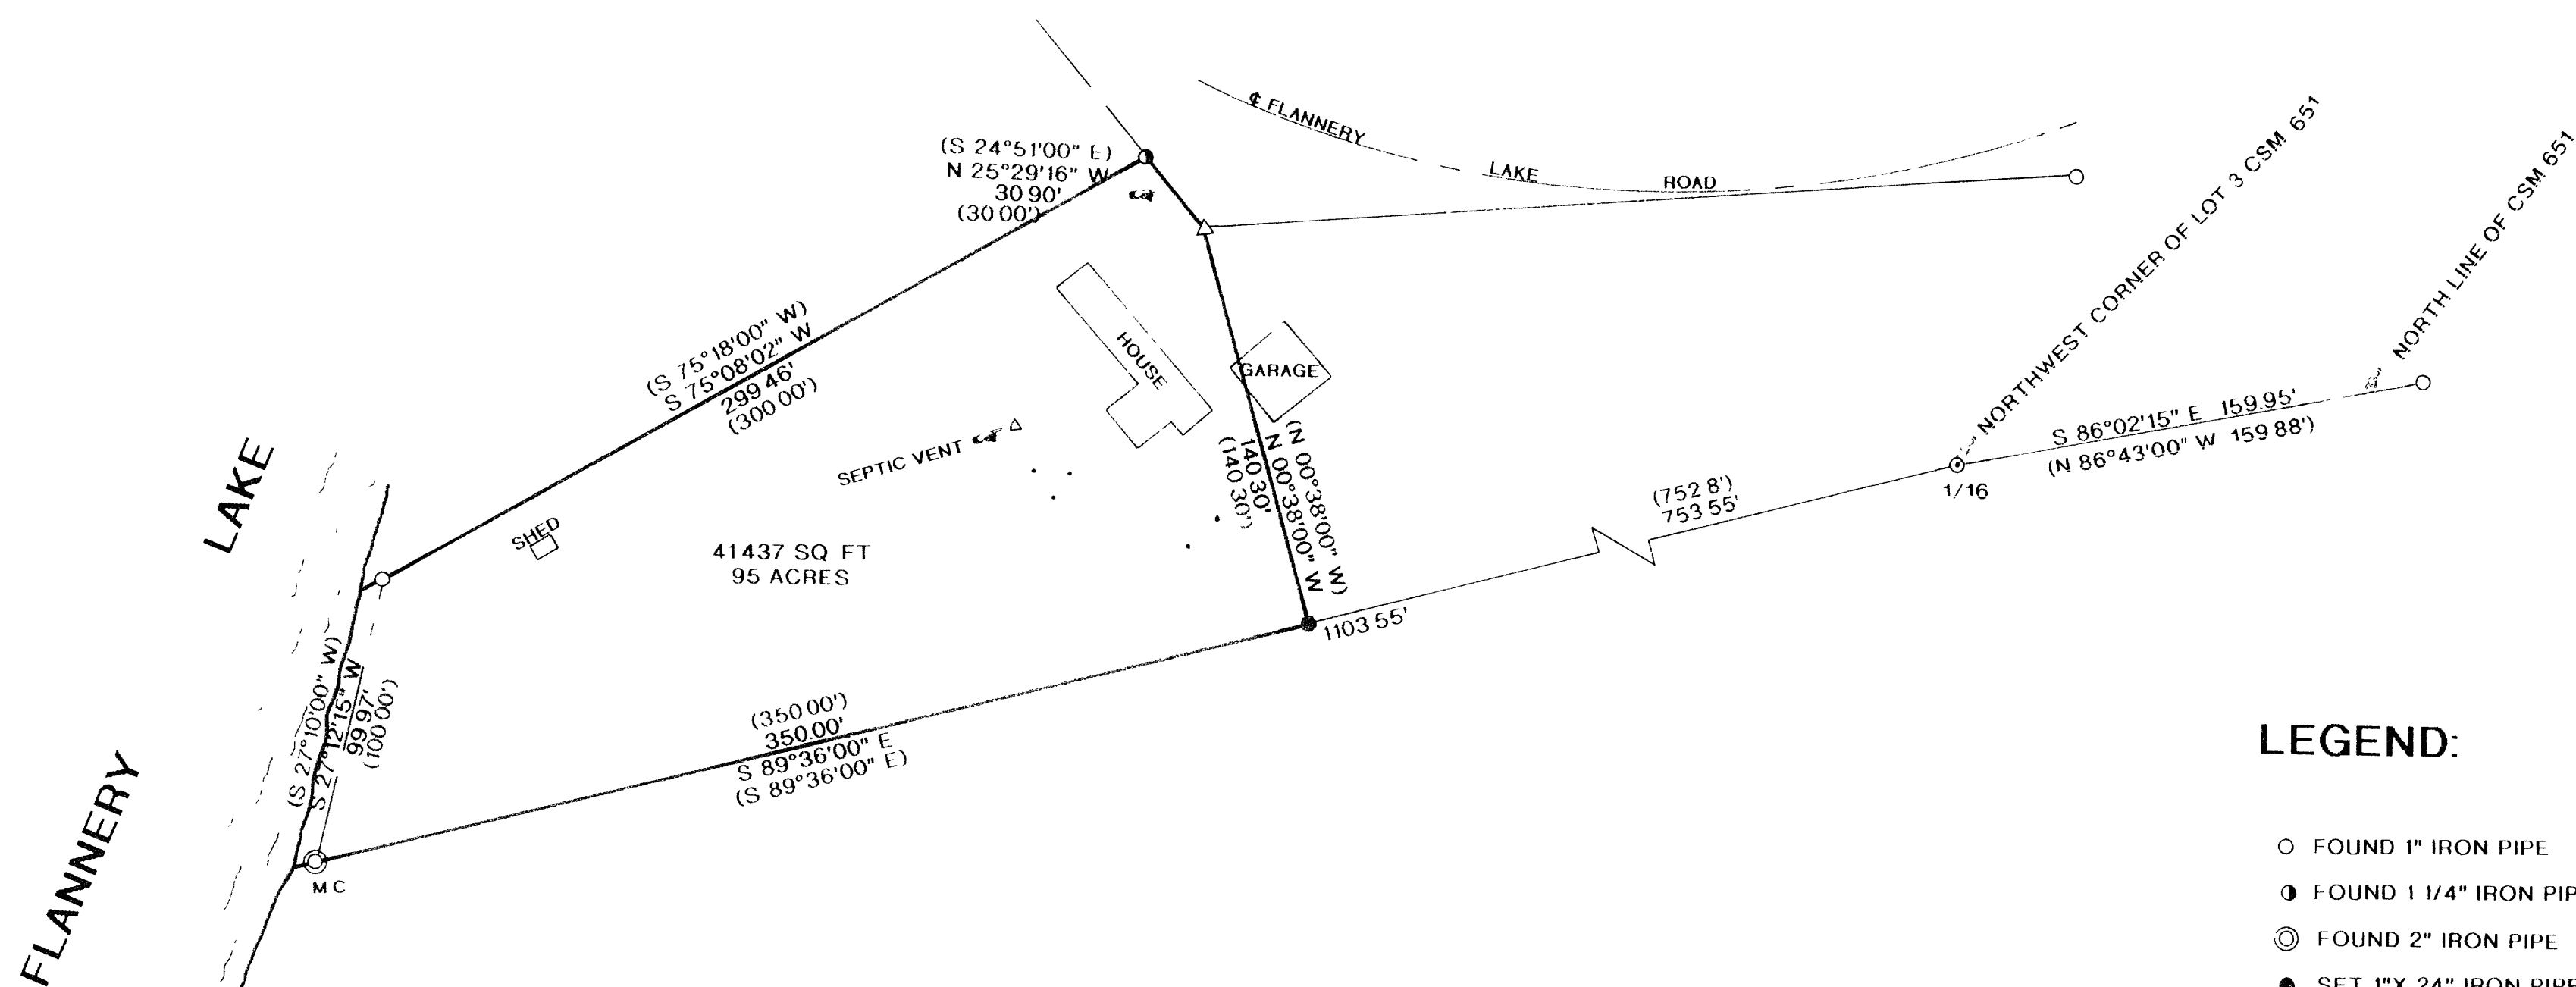 ₵ FLANNERY
LAKE
ROAD
(S 24°51'00" E)
N 25°29'16" W
30 90'
(30 00')
NORTHWEST CORNER OF LOT 3 CSM 651
NORTH LINE OF CSM 651
(S 75°18'00" W)
S 75°08'02" W
299 46'
(300 00')
HOUSE
GARAGE
SEPTIC VENT
(N 00°38'00" W)
N 00°38'00" W
140 30'
(140 30')
S 86°02'15" E 159.95'
(N 86°43'00" W 159 88')
1/16
(752 8')
753 55'
LAKE
SHED
41437 SQ FT
95 ACRES
1103 55'
(S 27°10'00" W)
S 27°12'15" W
99 97'
(100 00')
(350 00')
350.00'
S 89°36'00" E
(S 89°36'00" E)
M C
FLANNERY
LEGEND:
FOUND 1" IRON PIPE
FOUND 1 1/4" IRON PIP
FOUND 2" IRON PIPE
SET 1"X 24" IRON PIPE